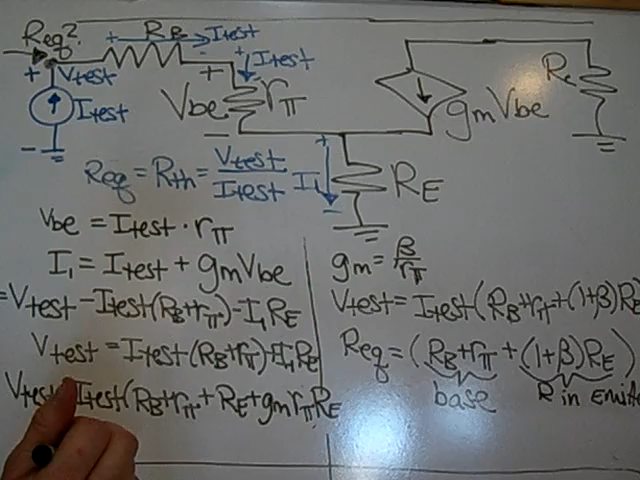 Req?
+ RB Itest
+ Vtest
+ Itest
Itest
+ Vbe rπ
gmVbe
Rc
Req = Rth = Vtest / Itest
I1
RE
Vbe = Itest · rπ
I1 = Itest + gmVbe
= Vtest - Itest(RB+rπ) - I1RE
Vtest = Itest(RB+rπ) + I1RE
Vtest = Itest(RB+rπ + RE + gmrπRE
gm = β / rπ
Vtest = Itest(RB+rπ+(1+β)RE
Req = (RB+rπ + (1+β)RE)
base
R in Emitte